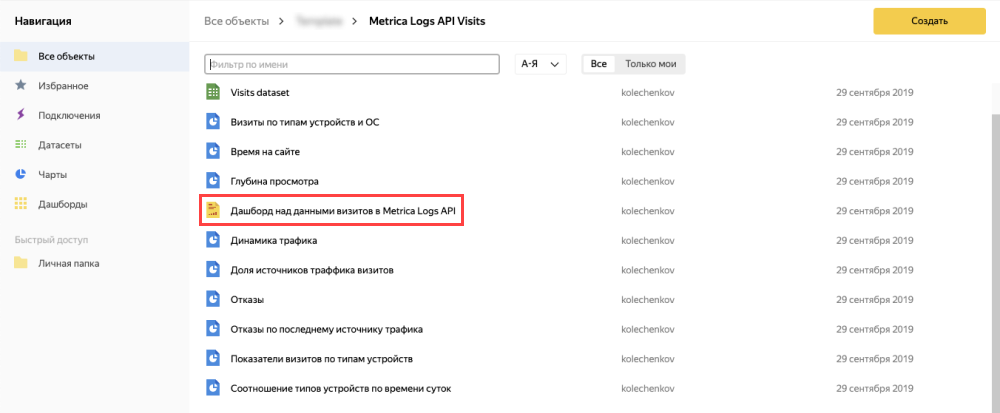 Навигация
Все объекты
Избранное
Подключения
Датасеты
Чарты
Дашборды
Быстрый доступ
Личная папка
Все объекты > > Metrica Logs API Visits
Создать
Фильтр по имени
А-Я
Все Только мои
Visits dataset kolechenkov 29 сентября 2019
Визиты по типам устройств и ОС kolechenkov 29 сентября 2019
Время на сайте kolechenkov 29 сентября 2019
Глубина просмотра kolechenkov 29 сентября 2019
Дашборд над данными визитов в Metrica Logs API kolechenkov 29 сентября 2019
Динамика трафика kolechenkov 29 сентября 2019
Доля источников траффика визитов kolechenkov 29 сентября 2019
Отказы kolechenkov 29 сентября 2019
Отказы по последнему источнику трафика kolechenkov 29 сентября 2019
Показатели визитов по типам устройств kolechenkov 29 сентября 2019
Соотношение типов устройств по времени суток kolechenkov 29 сентября 2019